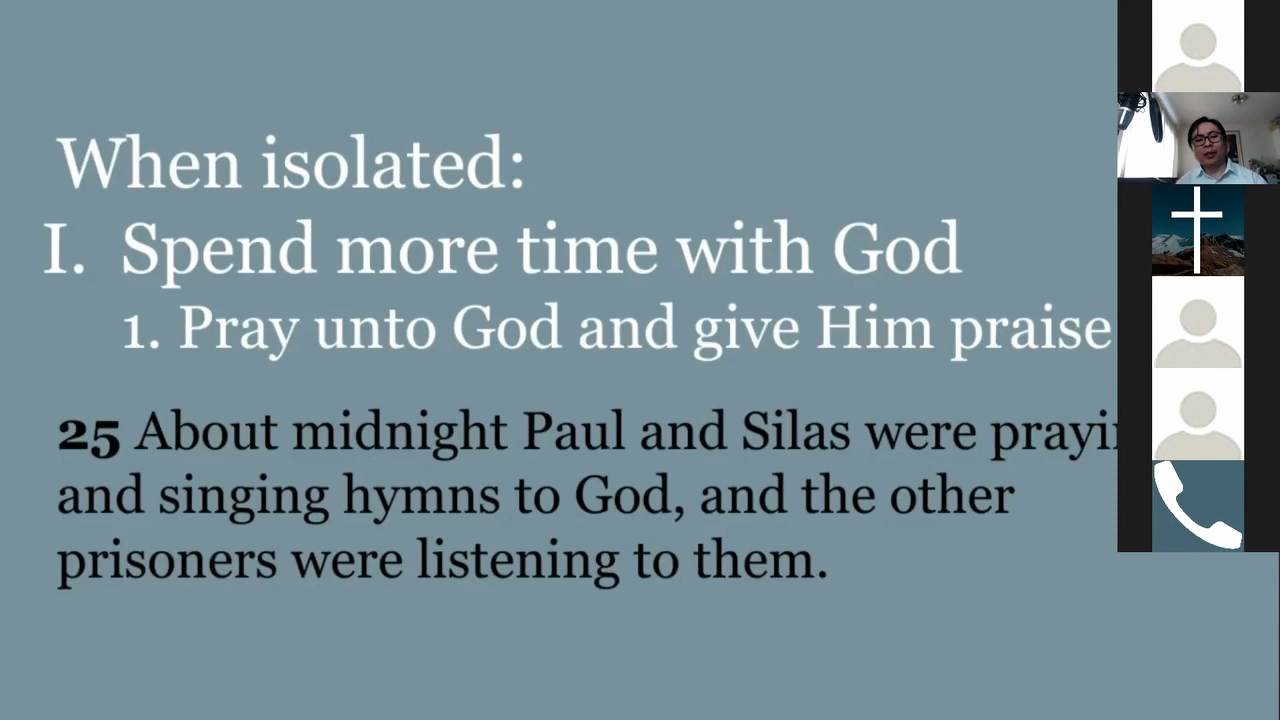 When isolated:
I. Spend more time with God
1. Pray unto God and give Him praise
25 About midnight Paul and Silas were
and singing hymns to God, and the other
prisoners were listening to them.